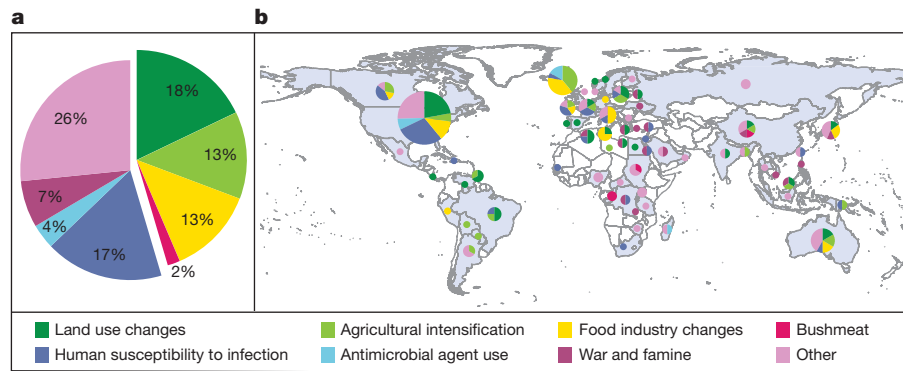 a
b
18%
13%
13%
2%
17%
4%
7%
26%
Land use changes
Agricultural intensification
Food industry changes
Bushmeat
Human susceptibility to infection
Antimicrobial agent use
War and famine
Other